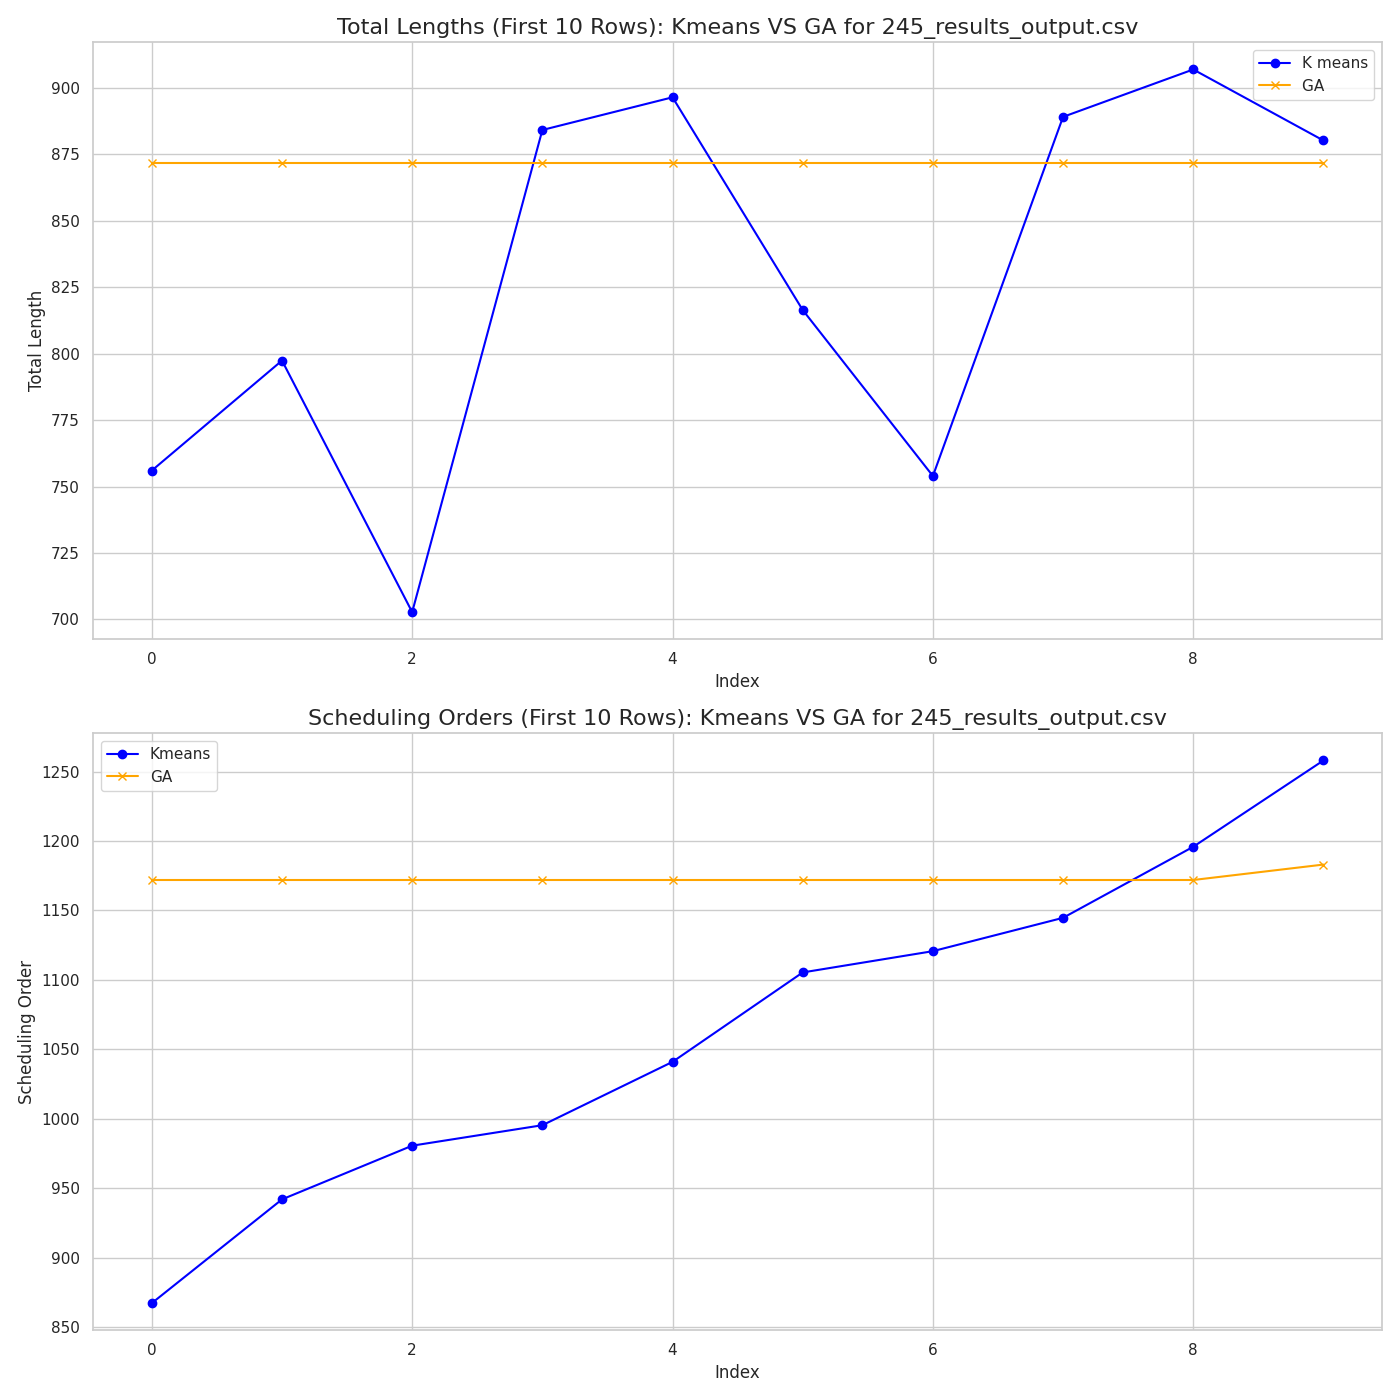 Total Lengths (First 10 Rows): Kmeans VS GA for 245_results_output.csv
K means
GA
900
875
850
825
800
775
750
725
700
Total Length
0 2 4 6 8
Index
Scheduling Orders (First 10 Rows): Kmeans VS GA for 245_results_output.csv
Kmeans
GA
1250
1200
1150
1100
1050
1000
950
900
850
Scheduling Order
0 2 4 6 8
Index